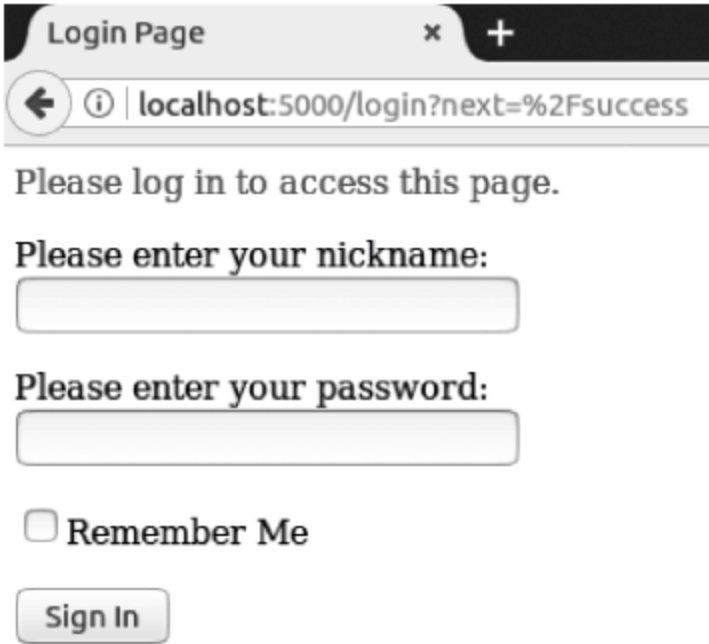 Login Page
localhost:5000/login?next=%2Fsuccess
Please log in to access this page.
Please enter your nickname:
Please enter your password:
Remember Me
Sign In